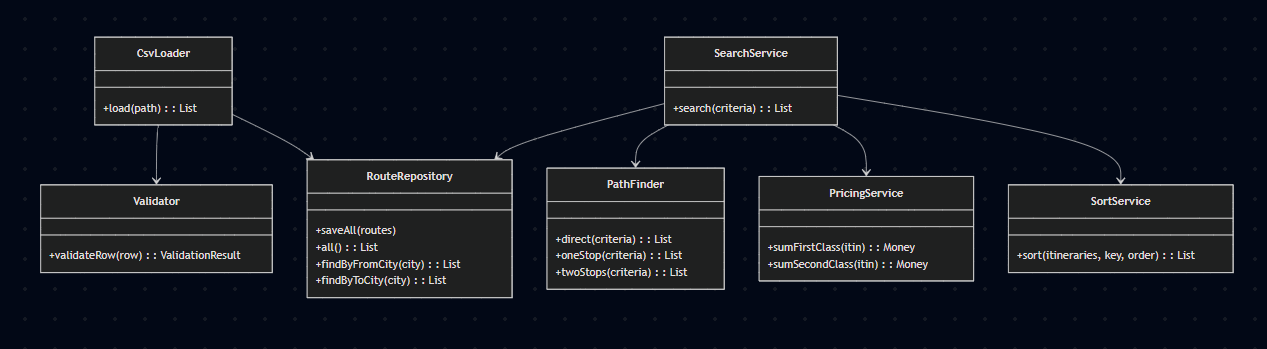 CsvLoader
+load(path) : : List
SearchService
+search(criteria) : : List
Validator
+validateRow(row) : : ValidationResult
RouteRepository
+saveAll(routes)
+all() : : List
+findByFromCity(city) : : List
+findByToCity(city) : : List
PathFinder
+direct(criteria) : : List
+oneStop(criteria) : : List
+twoStops(criteria) : : List
PricingService
+sumFirstClass(itin) : : Money
+sumSecondClass(itin) : : Money
SortService
+sort(itineraries, key, order) : : List